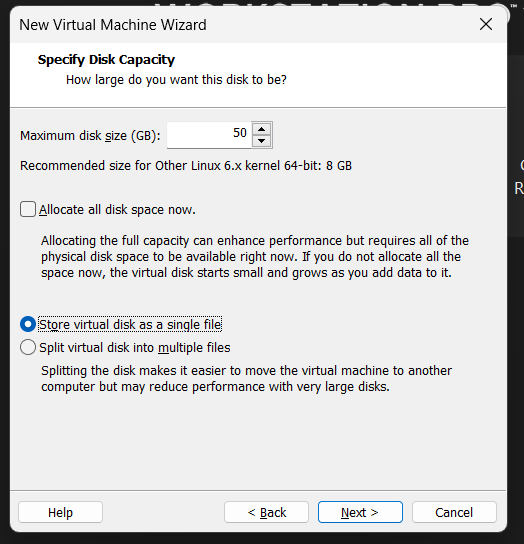 WORKSTATION PRO™
New Virtual Machine Wizard
Specify Disk Capacity
How large do you want this disk to be?
Maximum disk size (GB): 50
Recommended size for Other Linux 6.x kernel 64-bit: 8 GB
Allocate all disk space now.
Allocating the full capacity can enhance performance but requires all of the
physical disk space to be available right now. If you do not allocate all the
space now, the virtual disk starts small and grows as you add data to it.
Store virtual disk as a single file
Split virtual disk into multiple files
Splitting the disk makes it easier to move the virtual machine to another
computer but may reduce performance with very large disks.
Help < Back Next > Cancel